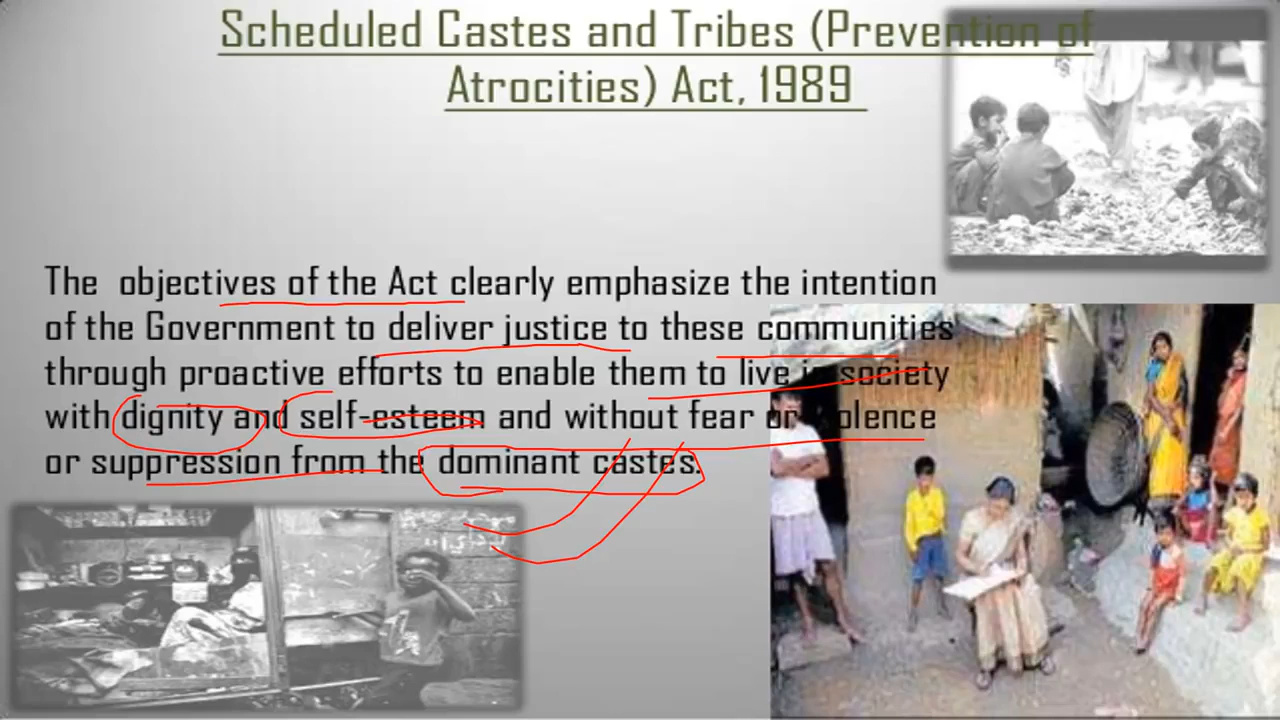 Scheduled Castes and Tribes (Prevention of
Atrocities) Act, 1989
The objectives of the Act clearly emphasize the intention
of the Government to deliver justice to these communities
through proactive efforts to enable them to live in society
with dignity and self-esteem and without fear or violence
or suppression from the dominant castes.